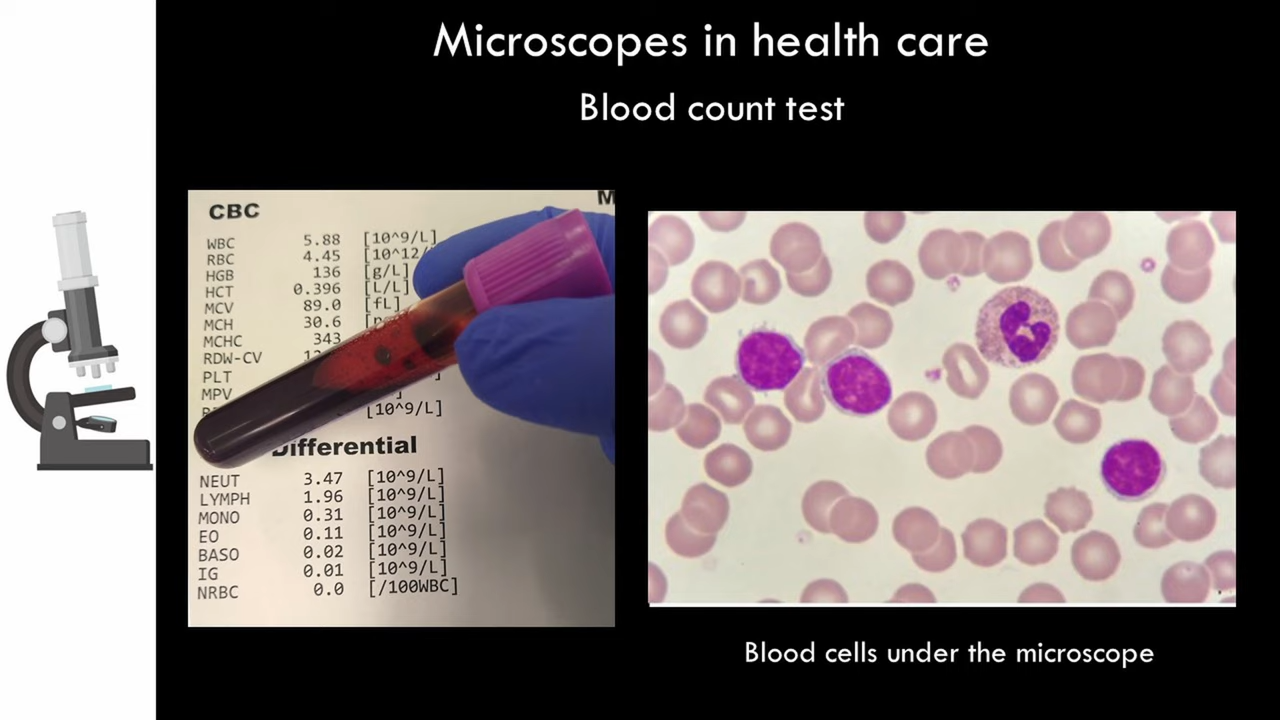 Microscopes in health care
Blood count test
CBC
M
WBC 5.88 [10^9/L]
RBC 4.45 [10^12/
HGB 136 [g/L]
HCT 0.396 [L/L]
MCV 89.0 [fL]
MCH 30.6
MCHC 343
RDW-CV
PLT
MPV
[10^9/L]
Differential
NEUT 3.47 [10^9/L]
LYMPH 1.96 [10^9/L]
MONO 0.31 [10^9/L]
EO 0.11 [10^9/L]
BASO 0.02 [10^9/L]
IG 0.01 [10^9/L]
NRBC 0.0 [/100WBC]
Blood cells under the microscope